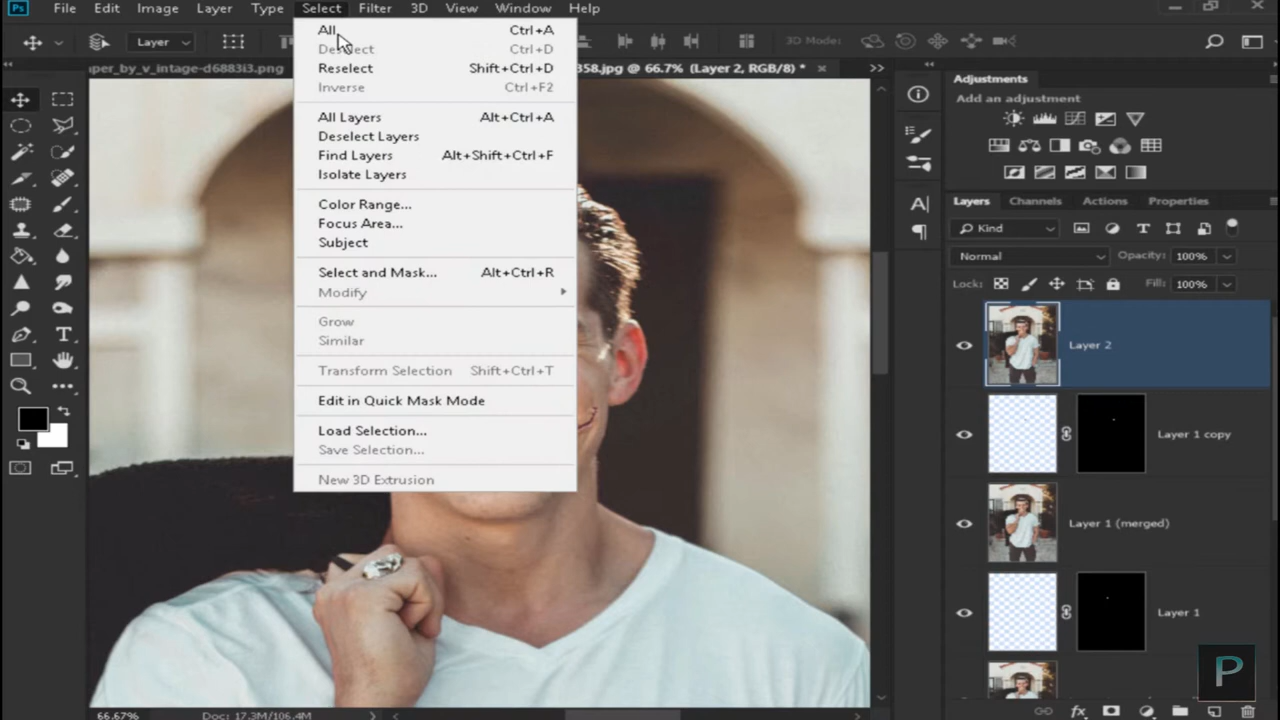 Ps File Edit Image Layer Type Select Filter 3D View Window Help
Layer 3D Mode:
aper_by_v_intage-d6883i3.png 358.jpg @ 66.7% (Layer 2, RGB/8) *
All Ctrl+A
Deselect Ctrl+D
Reselect Shift+Ctrl+D
Inverse Ctrl+F2
All Layers Alt+Ctrl+A
Deselect Layers
Find Layers Alt+Shift+Ctrl+F
Isolate Layers
Color Range...
Focus Area...
Subject
Select and Mask... Alt+Ctrl+R
Modify
Grow
Similar
Transform Selection Shift+Ctrl+T
Edit in Quick Mask Mode
Load Selection...
Save Selection...
New 3D Extrusion
Adjustments
Add an adjustment
Layers Channels Actions Properties
Kind
Normal Opacity: 100%
Lock: Fill: 100%
Layer 2
Layer 1 copy
Layer 1 (merged)
Layer 1
fx
P
66.67% Doc: 17.3M/106.4M